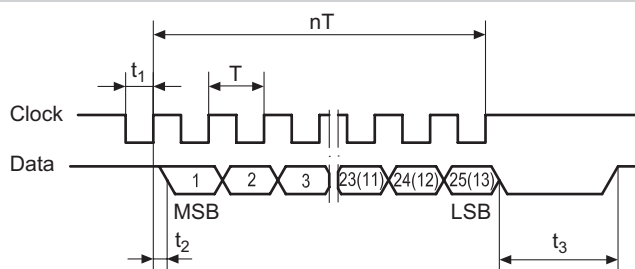 nT
t1 T
Clock
Data
1 2 3 23(11) 24(12) 25(13)
MSB LSB
t2 t3